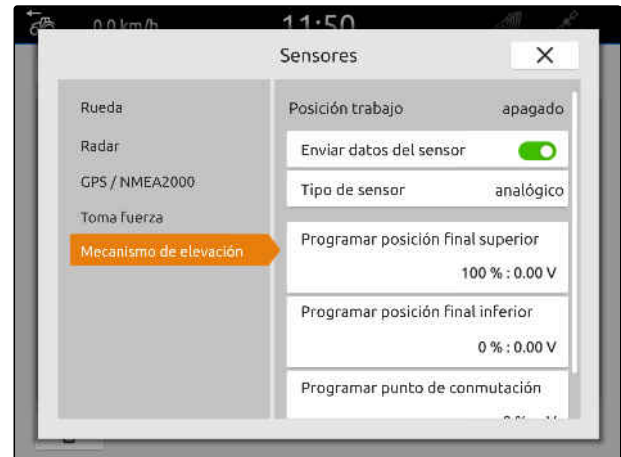 0.0 km/h
11:50
Sensores
Rueda
Radar
GPS / NMEA2000
Toma fuerza
Mecanismo de elevación
Posición trabajo apagado
Enviar datos del sensor
Tipo de sensor analógico
Programar posición final superior
100 % : 0.00 V
Programar posición final inferior
0 % : 0.00 V
Programar punto de conmutación